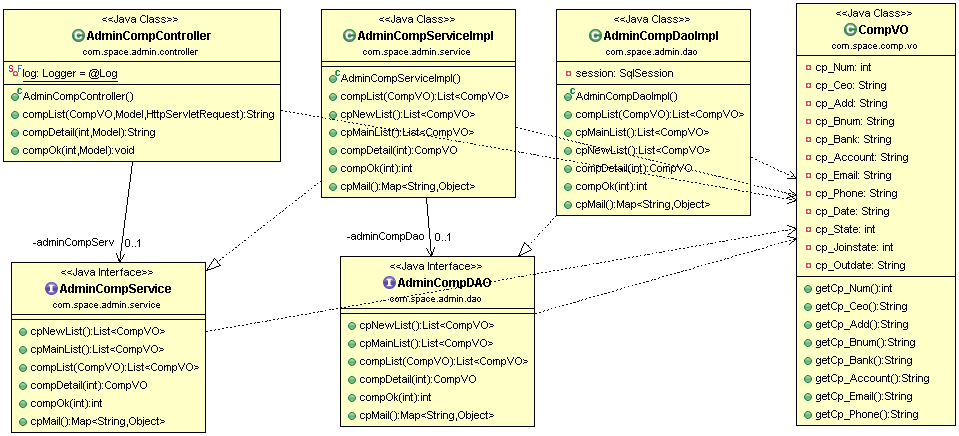 <<Java Class>>
AdminCompController
com.space.admin.controller
log: Logger = @Log
AdminCompController()
compList(CompVO,Model,HttpServletRequest):String
compDetail(int,Model):String
compOk(int,Model):void
<<Java Class>>
AdminCompServiceImpl
com.space.admin.service
AdminCompServiceImpl()
compList(CompVO):List<CompVO>
cpNewList():List<CompVO>
cpMainList():List<CompVO>
compDetail(int):CompVO
compOk(int):int
cpMail():Map<String,Object>
<<Java Class>>
AdminCompDaoImpl
com.space.admin.dao
session: SqlSession
AdminCompDaoImpl()
compList(CompVO):List<CompVO>
cpMainList():List<CompVO>
cpNewList():List<CompVO>
compDetail(int):CompVO
compOk(int):int
cpMail():Map<String,Object>
<<Java Class>>
CompVO
com.space.comp.vo
cp_Num: int
cp_Ceo: String
cp_Add: String
cp_Bnum: String
cp_Bank: String
cp_Account: String
cp_Email: String
cp_Phone: String
cp_Date: String
cp_State: int
cp_Joinstate: int
cp_Outdate: String
getCp_Num():int
getCp_Ceo():String
getCp_Add():String
getCp_Bnum():String
getCp_Bank():String
getCp_Account():String
getCp_Email():String
getCp_Phone():String
-adminCompServ 0..1
-adminCompDao 0..1
<<Java Interface>>
AdminCompService
com.space.admin.service
cpNewList():List<CompVO>
cpMainList():List<CompVO>
compList(CompVO):List<CompVO>
compDetail(int):CompVO
compOk(int):int
cpMail():Map<String,Object>
<<Java Interface>>
AdminCompDAO
com.space.admin.dao
cpNewList():List<CompVO>
cpMainList():List<CompVO>
compList(CompVO):List<CompVO>
compDetail(int):CompVO
compOk(int):int
cpMail():Map<String,Object>